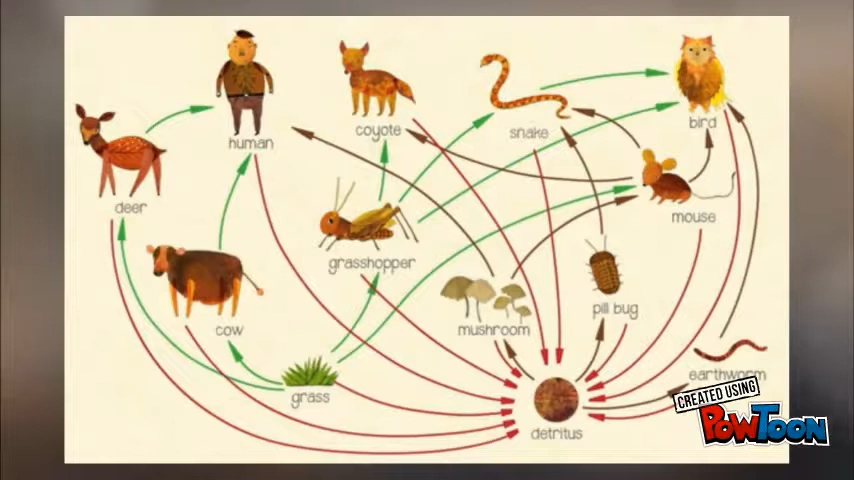 human
coyote
snake
bird
deer
mouse
grasshopper
pill bug
cow
mushroom
earthworm
grass
detritus
CREATED USING
POWTOON